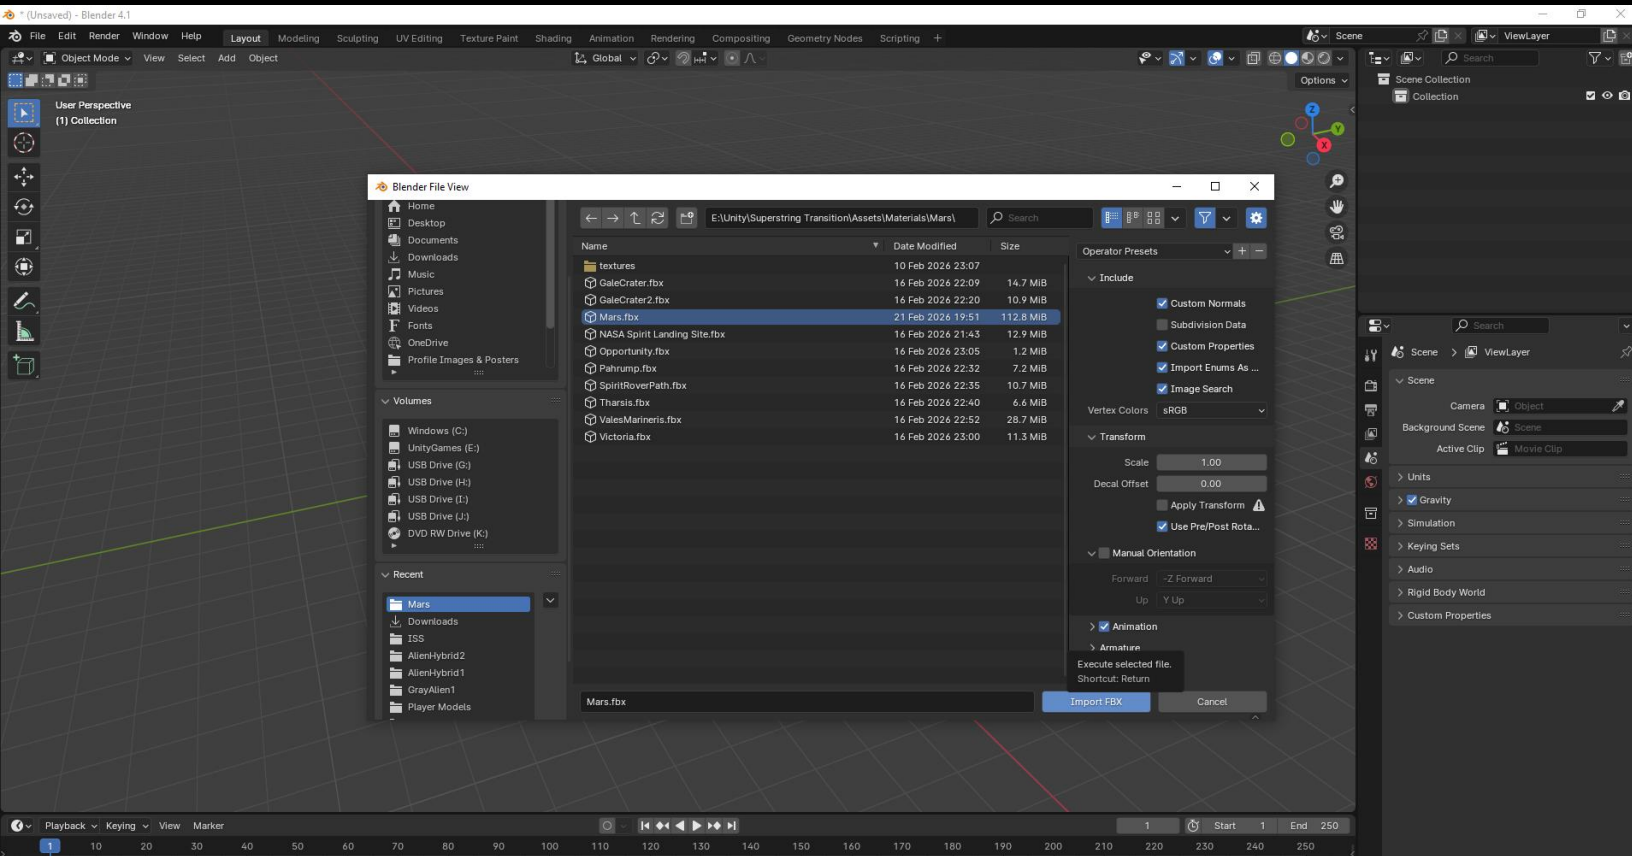 * (Unsaved) - Blender 4.1
File Edit Render Window Help Layout Modeling Sculpting UV Editing Texture Paint Shading Animation Rendering Compositing Geometry Nodes Scripting + Scene ViewLayer
Object Mode View Select Add Object Global Search
Options
User Perspective
(1) Collection
Scene Collection
Collection
Z
Y
X
Blender File View
Home
Desktop
Documents
Downloads
Music
Pictures
Videos
Fonts
OneDrive
Profile Images & Posters
Volumes
Windows (C:)
UnityGames (E:)
USB Drive (G:)
USB Drive (H:)
USB Drive (I:)
USB Drive (J:)
DVD RW Drive (K:)
Recent
Mars
Downloads
ISS
AlienHybrid2
AlienHybrid1
GrayAlien1
Player Models
E:\Unity\Superstring Transition\Assets\Materials\Mars\ Search
Name Date Modified Size
textures 10 Feb 2026 23:07
GaleCrater.fbx 16 Feb 2026 22:09 14.7 MiB
GaleCrater2.fbx 16 Feb 2026 22:20 10.9 MiB
Mars.fbx 21 Feb 2026 19:51 112.8 MiB
NASA Spirit Landing Site.fbx 16 Feb 2026 21:43 12.9 MiB
Opportunity.fbx 16 Feb 2026 23:05 1.2 MiB
Pahrump.fbx 16 Feb 2026 22:32 7.2 MiB
SpiritRoverPath.fbx 16 Feb 2026 22:35 10.7 MiB
Tharsis.fbx 16 Feb 2026 22:40 6.6 MiB
ValesMarineris.fbx 16 Feb 2026 22:52 28.7 MiB
Victoria.fbx 16 Feb 2026 23:00 11.3 MiB
Operator Presets + −
Include
Custom Normals
Subdivision Data
Custom Properties
Import Enums As ...
Image Search
Vertex Colors sRGB
Transform
Scale 1.00
Decal Offset 0.00
Apply Transform
Use Pre/Post Rota...
Manual Orientation
Forward -Z Forward
Up Y Up
Animation
Armature
Execute selected file.
Shortcut: Return
Mars.fbx Import FBX Cancel
Search
Scene > ViewLayer
Scene
Camera Object
Background Scene Scene
Active Clip Movie Clip
Units
Gravity
Simulation
Keying Sets
Audio
Rigid Body World
Custom Properties
Playback Keying View Marker 1 Start 1 End 250
1 10 20 30 40 50 60 70 80 90 100 110 120 130 140 150 160 170 180 190 200 210 220 230 240 250